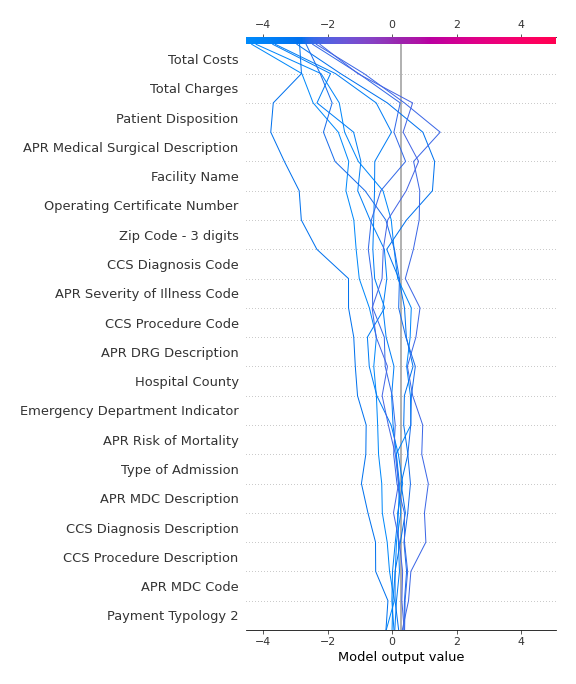 −4 −2 0 2 4
Total Costs
Total Charges
Patient Disposition
APR Medical Surgical Description
Facility Name
Operating Certificate Number
Zip Code - 3 digits
CCS Diagnosis Code
APR Severity of Illness Code
CCS Procedure Code
APR DRG Description
Hospital County
Emergency Department Indicator
APR Risk of Mortality
Type of Admission
APR MDC Description
CCS Diagnosis Description
CCS Procedure Description
APR MDC Code
Payment Typology 2
−4 −2 0 2 4
Model output value